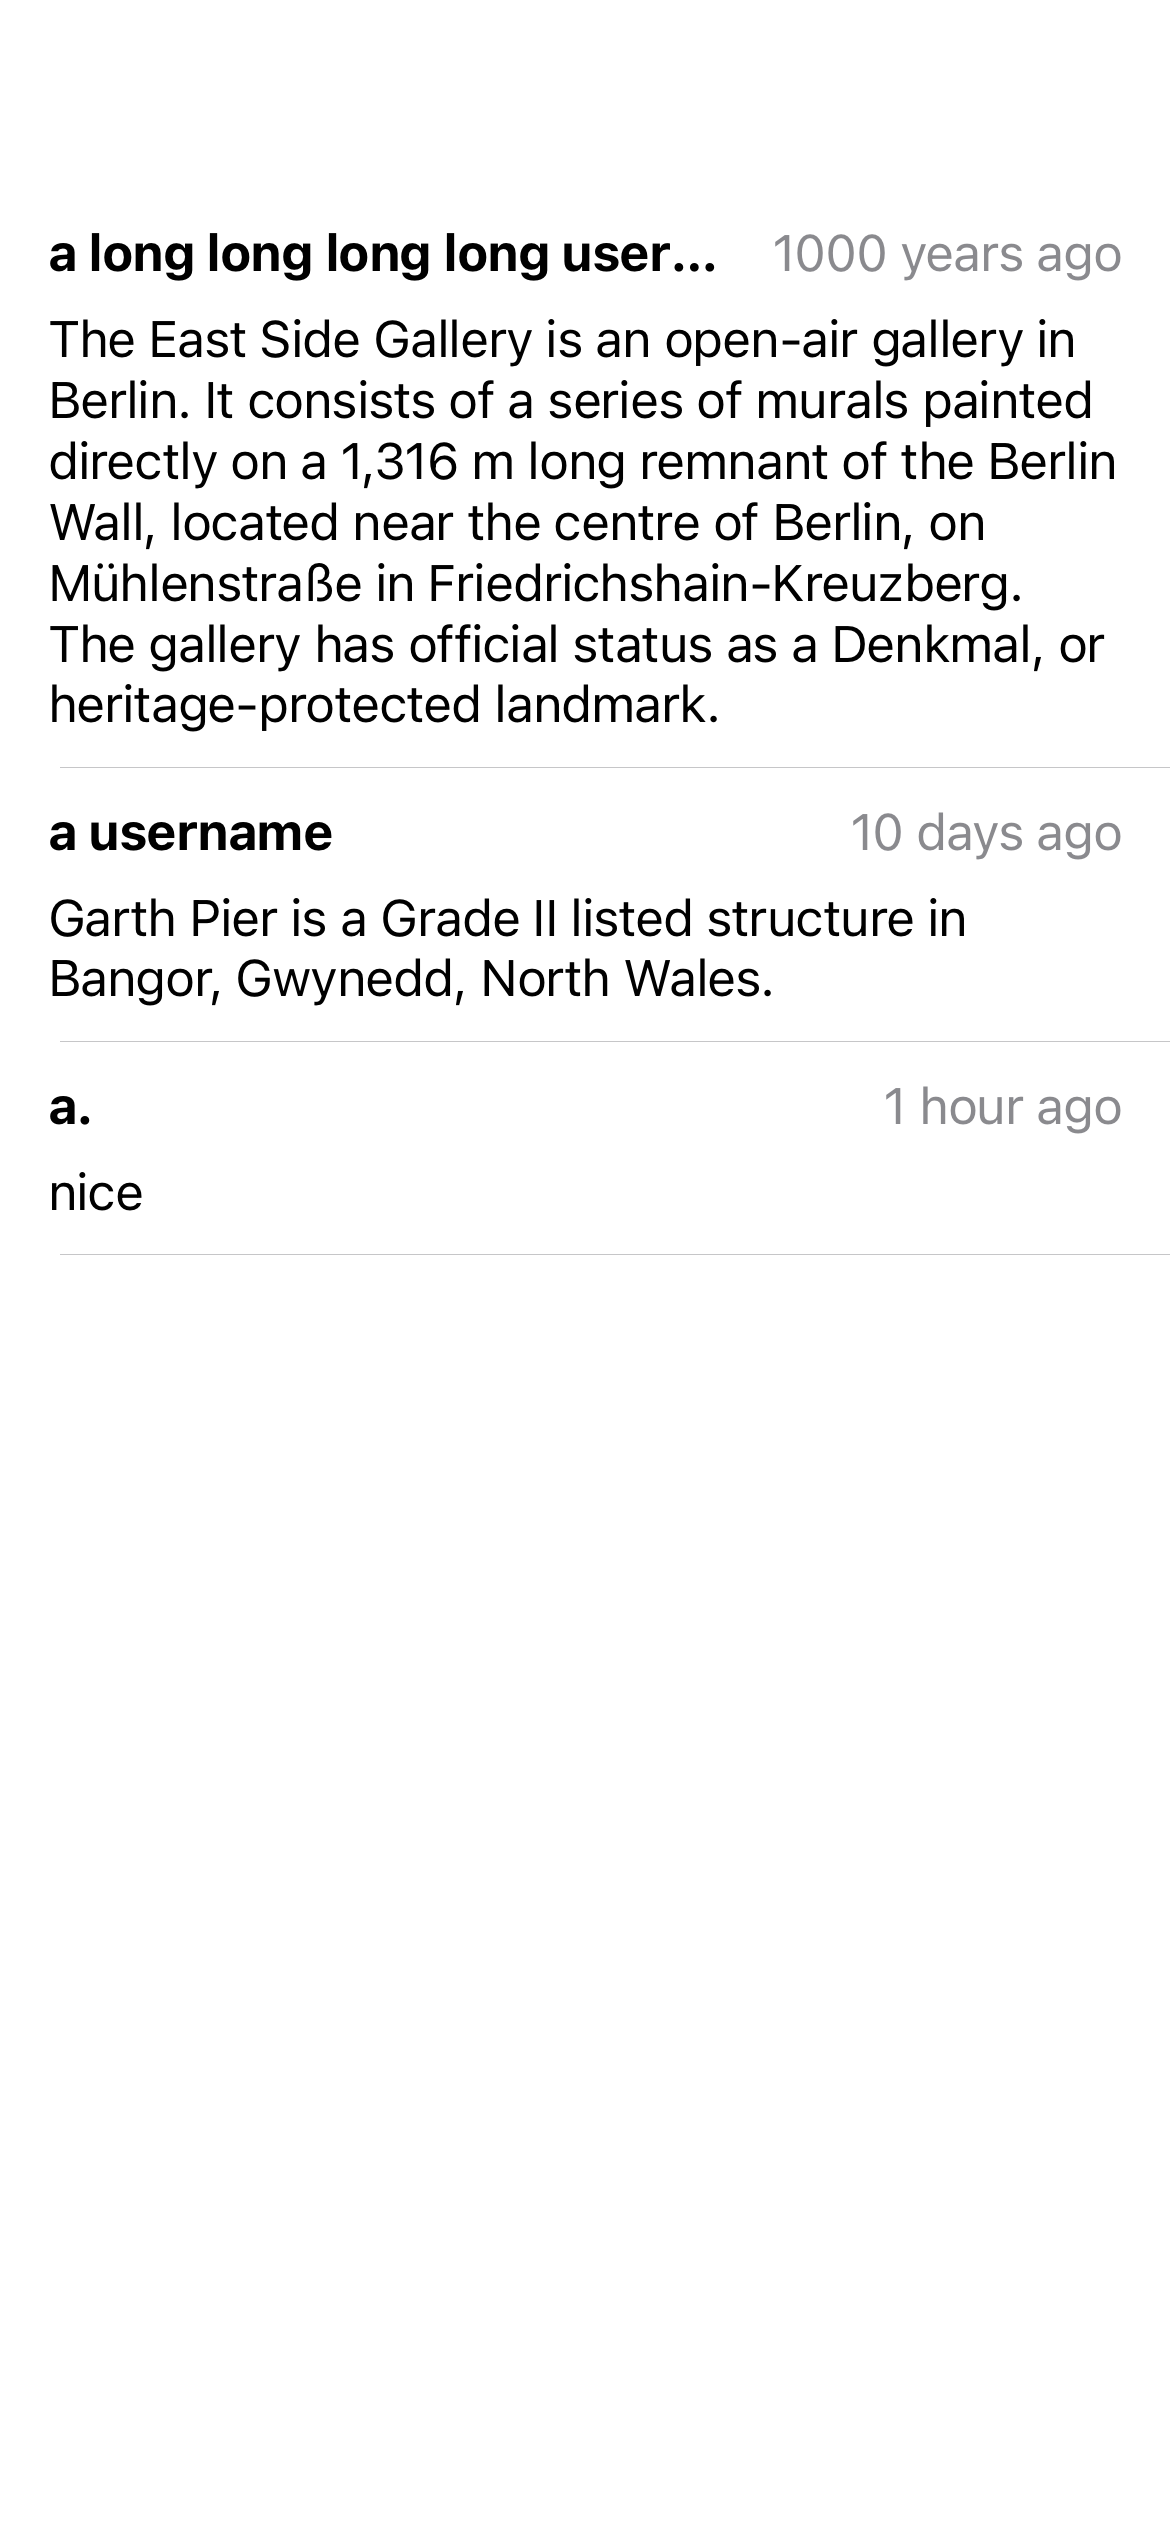 a long long long long user...
1000 years ago
The East Side Gallery is an open-air gallery in
Berlin. It consists of a series of murals painted
directly on a 1,316 m long remnant of the Berlin
Wall, located near the centre of Berlin, on
Mühlenstraße in Friedrichshain-Kreuzberg.
The gallery has official status as a Denkmal, or
heritage-protected landmark.
a username
10 days ago
Garth Pier is a Grade II listed structure in
Bangor, Gwynedd, North Wales.
a.
1 hour ago
nice